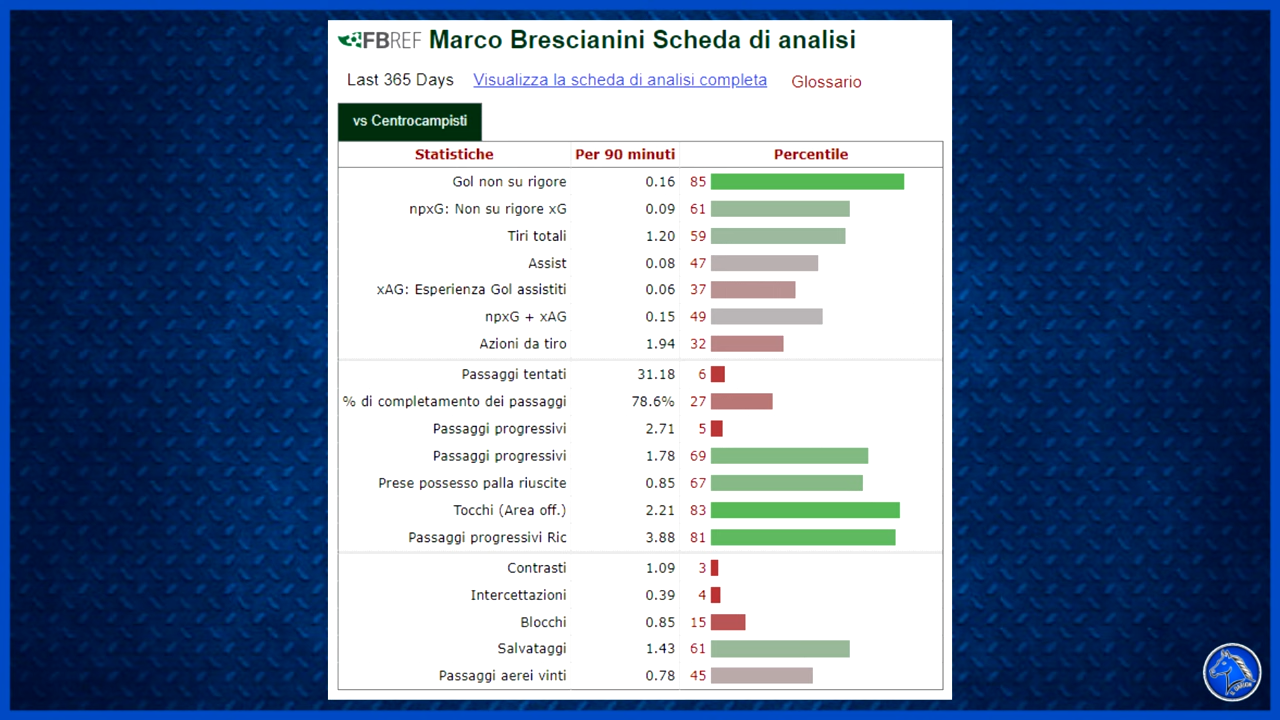 FBREF Marco Brescianini Scheda di analisi
Last 365 Days Visualizza la scheda di analisi completa Glossario
vs Centrocampisti
Statistiche Per 90 minuti Percentile
Gol non su rigore 0.16 85
npxG: Non su rigore xG 0.09 61
Tiri totali 1.20 59
Assist 0.08 47
xAG: Esperienza Gol assistiti 0.06 37
npxG + xAG 0.15 49
Azioni da tiro 1.94 32
Passaggi tentati 31.18 6
% di completamento dei passaggi 78.6% 27
Passaggi progressivi 2.71 5
Passaggi progressivi 1.78 69
Prese possesso palla riuscite 0.85 67
Tocchi (Area off.) 2.21 83
Passaggi progressivi Ric 3.88 81
Contrasti 1.09 3
Intercettazioni 0.39 4
Blocchi 0.85 15
Salvataggi 1.43 61
Passaggi aerei vinti 0.78 45